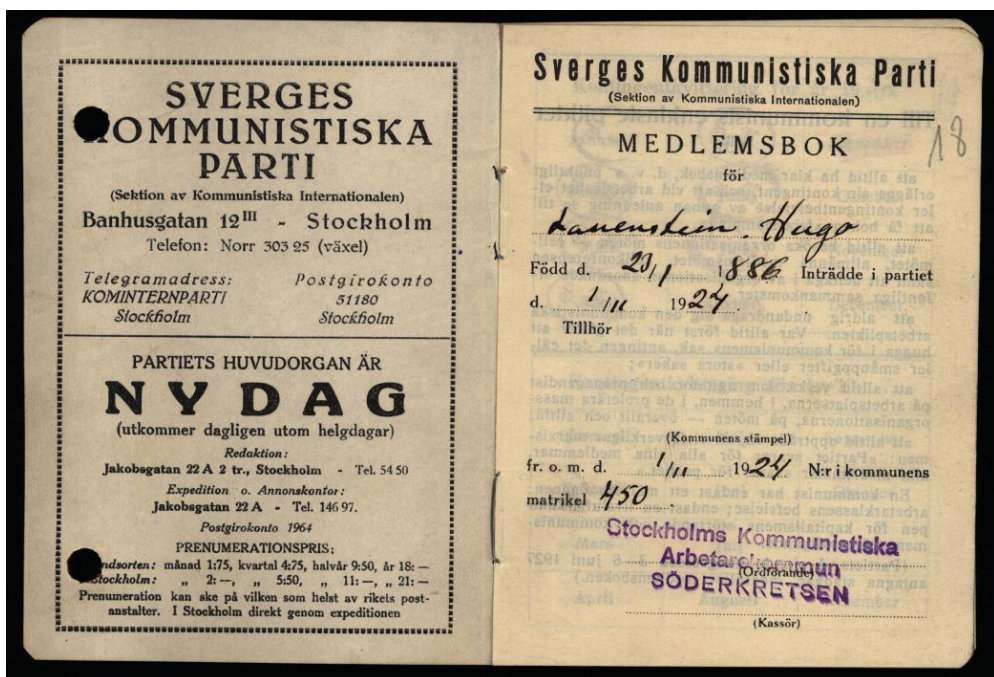 SVERGES
KOMMUNISTISKA
PARTI
(Sektion av Kommunistiska Internationalen)
Banhusgatan 12III - Stockholm
Telefon: Norr 303 25 (växel)
Telegramadress: Postgirokonto
KOMINTERNPARTI 51180
Stockholm Stockholm
PARTIETS HUVUDORGAN ÄR
NY DAG
(utkommer dagligen utom helgdagar)
Redaktion:
Jakobsgatan 22 A 2 tr., Stockholm - Tel. 54 50
Expedition o. Annonskontor:
Jakobsgatan 22 A - Tel. 146 97.
Postgirokonto 1964
PRENUMERATIONSPRIS:
månad 1:75, kvartal 4:75, halvår 9:50, år 18: —
Stockholm: „ 2: —, „ 5:50, „ 11: —, „ 21: —
Prenumeration kan ske på vilken som helst av rikets post-
anstalter. I Stockholm direkt genom expeditionen
Sverges Kommunistiska Parti
(Sektion av Kommunistiska Internationalen)
18
MEDLEMSBOK
för
Lauenstein. Hugo
Född d. 23/1 1886 Inträdde i partiet
d. 1/11 1924
Tillhör
(Kommunens stämpel)
fr. o. m. d. 1/11 1924 N:r i kommunens
matrikel 450
Stockholms Kommunistiska
Arbetarekommun
(Ordförande)
SÖDERKRETSEN
(Kassör)